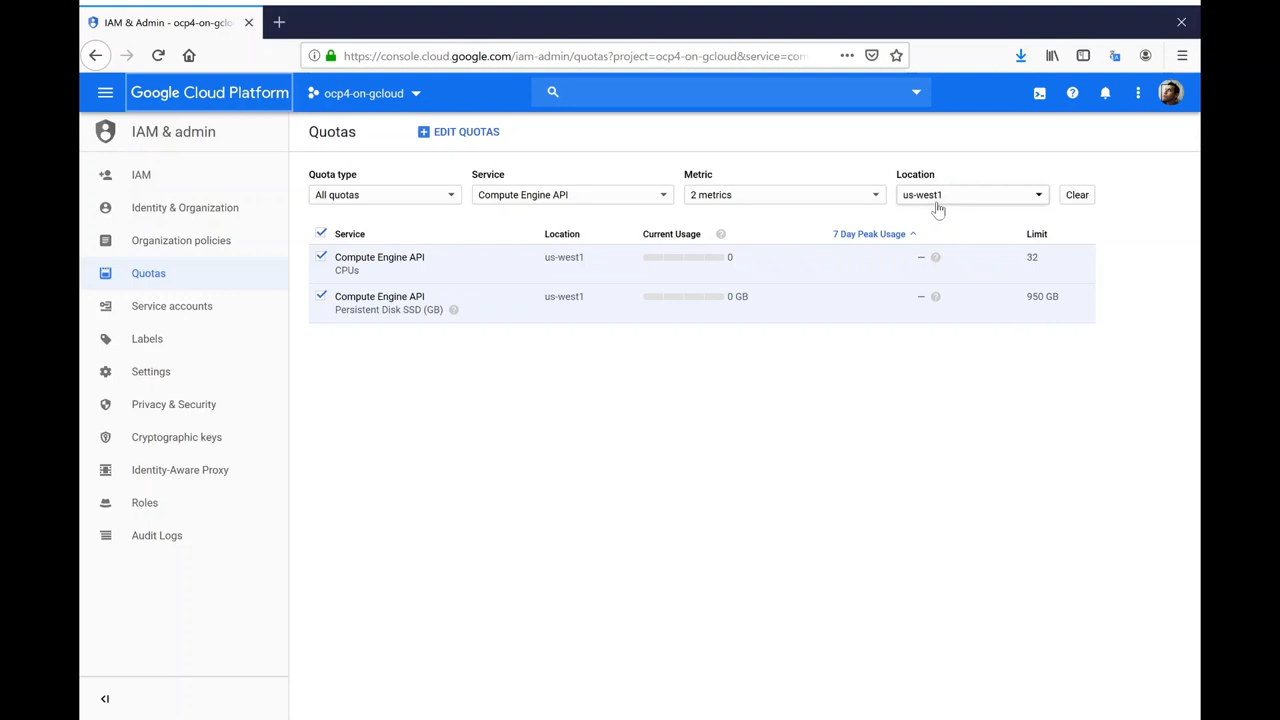 IAM & Admin - ocp4-on-gclo
https://console.cloud.google.com/iam-admin/quotas?project=ocp4-on-gcloud&service=com
Google Cloud Platform
ocp4-on-gcloud
IAM & admin
Quotas
EDIT QUOTAS
IAM
Identity & Organization
Organization policies
Quotas
Service accounts
Labels
Settings
Privacy & Security
Cryptographic keys
Identity-Aware Proxy
Roles
Audit Logs
Quota type Service Metric Location
All quotas Compute Engine API 2 metrics us-west1 Clear
Service Location Current Usage 7 Day Peak Usage Limit
Compute Engine API us-west1 0 – 32
CPUs
Compute Engine API us-west1 0 GB – 950 GB
Persistent Disk SSD (GB)